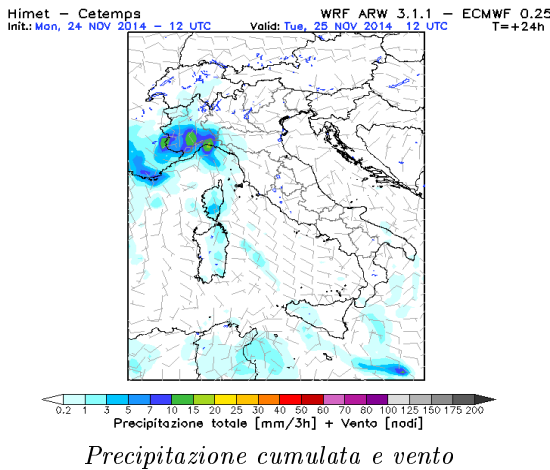 Himet – Cetemps WRF ARW 3.1.1 – ECMWF 0.25
Init.: Mon, 24 NOV 2014 – 12 UTC Valid: Tue, 25 NOV 2014 12 UTC T=+24h
0.2 1 3 5 7 10 15 20 25 30 40 50 60 70 80 90 100 125 150 175 200
Precipitazione totale [mm/3h] + Vento [nodi]
Precipitazione cumulata e vento